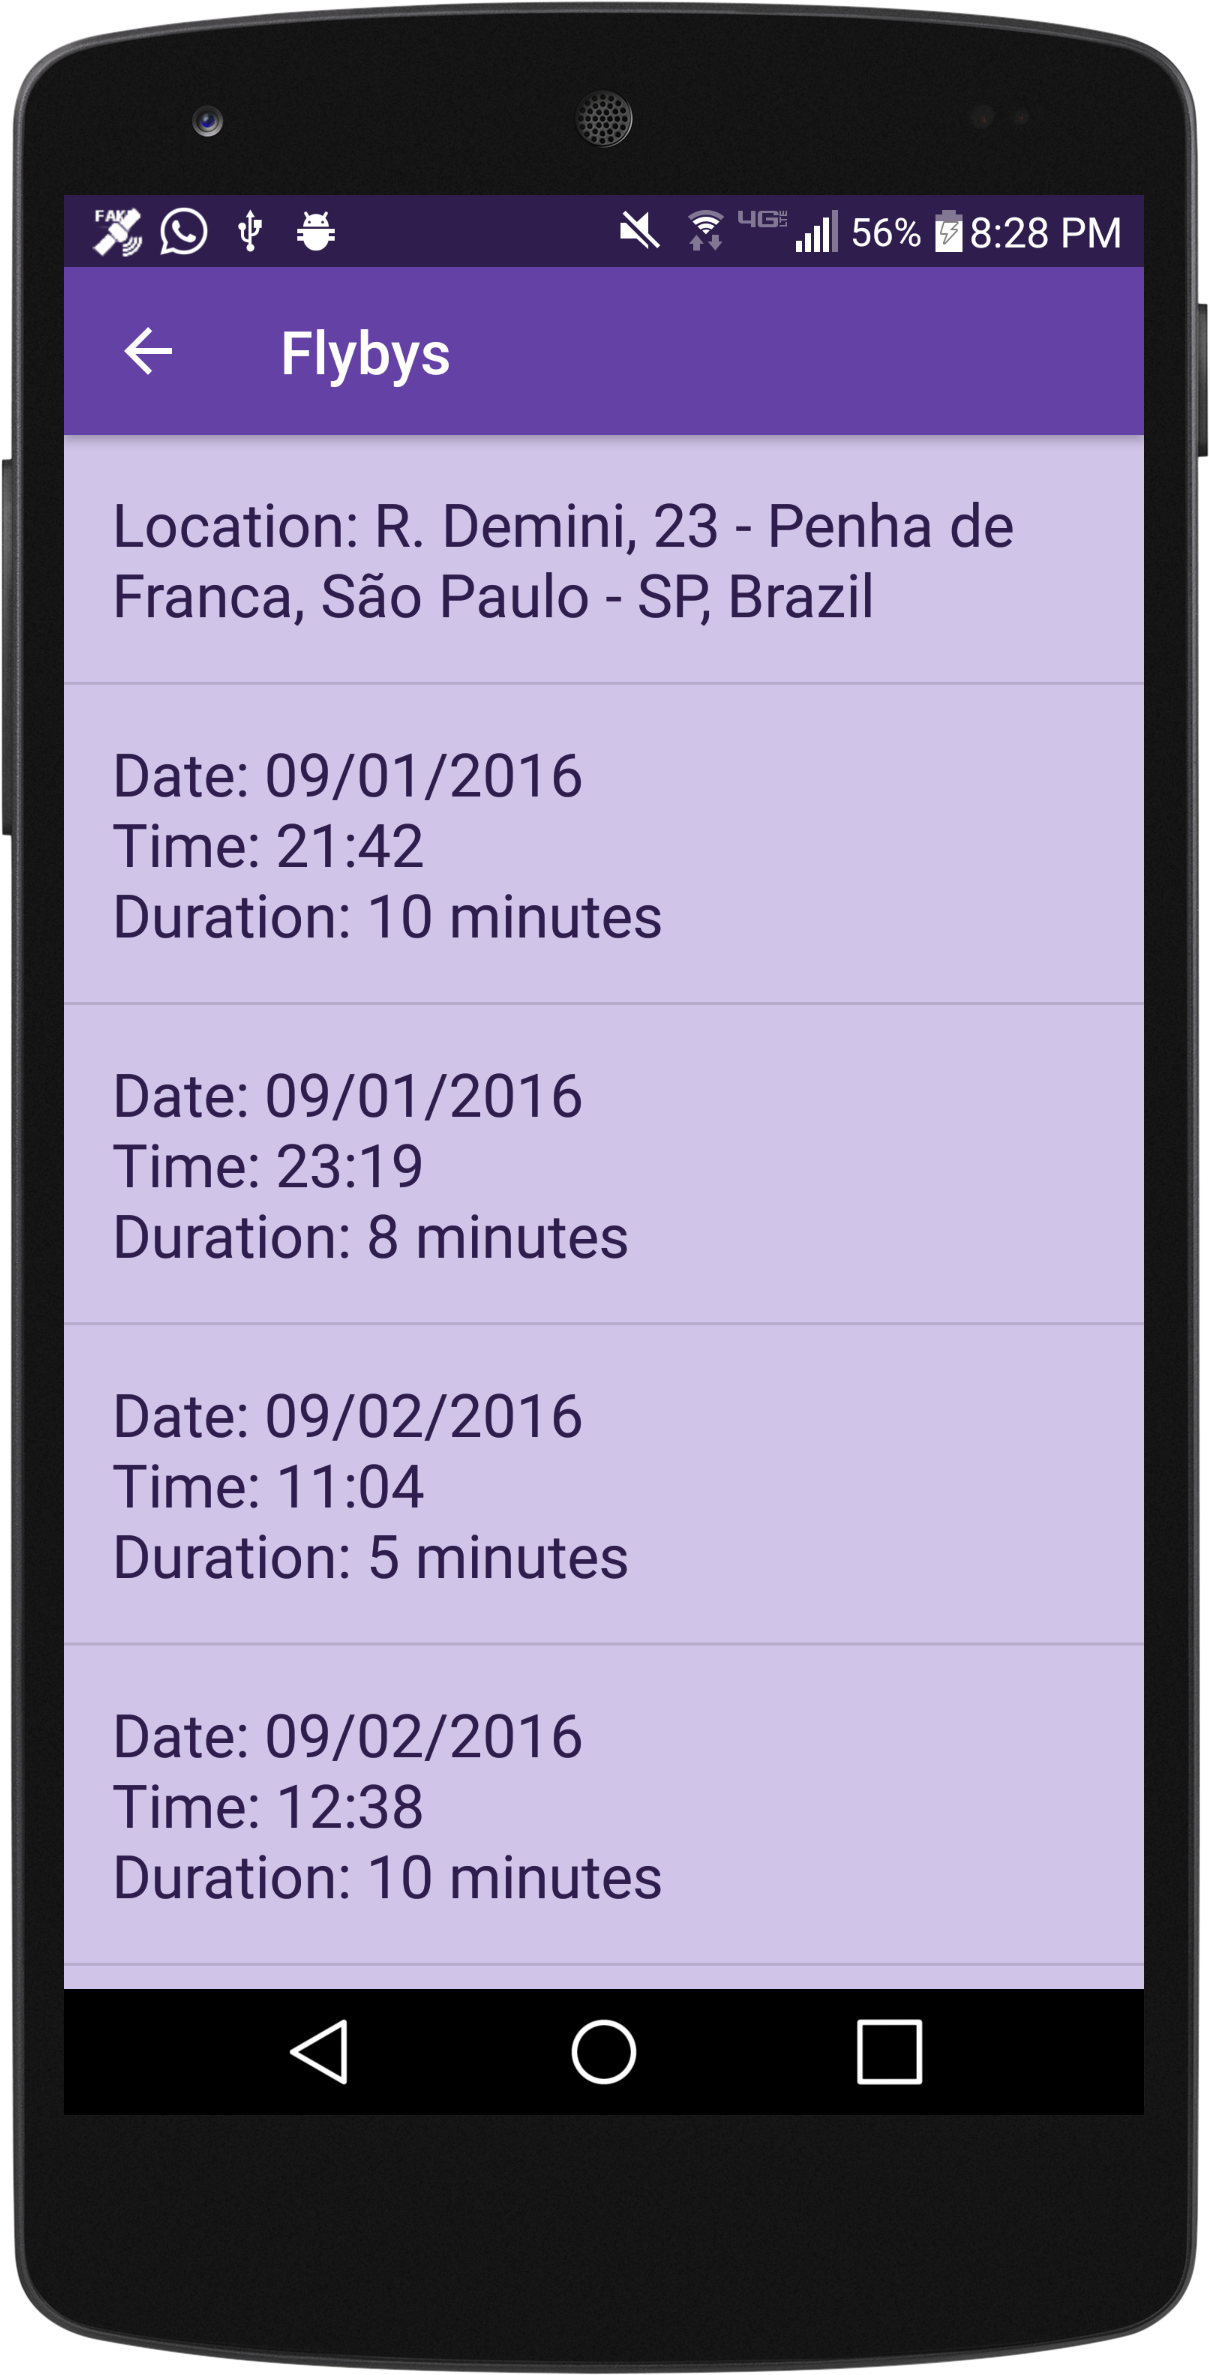 FAKE
4G LTE 56% 8:28 PM
Flybys
Location: R. Demini, 23 - Penha de
Franca, São Paulo - SP, Brazil
Date: 09/01/2016
Time: 21:42
Duration: 10 minutes
Date: 09/01/2016
Time: 23:19
Duration: 8 minutes
Date: 09/02/2016
Time: 11:04
Duration: 5 minutes
Date: 09/02/2016
Time: 12:38
Duration: 10 minutes